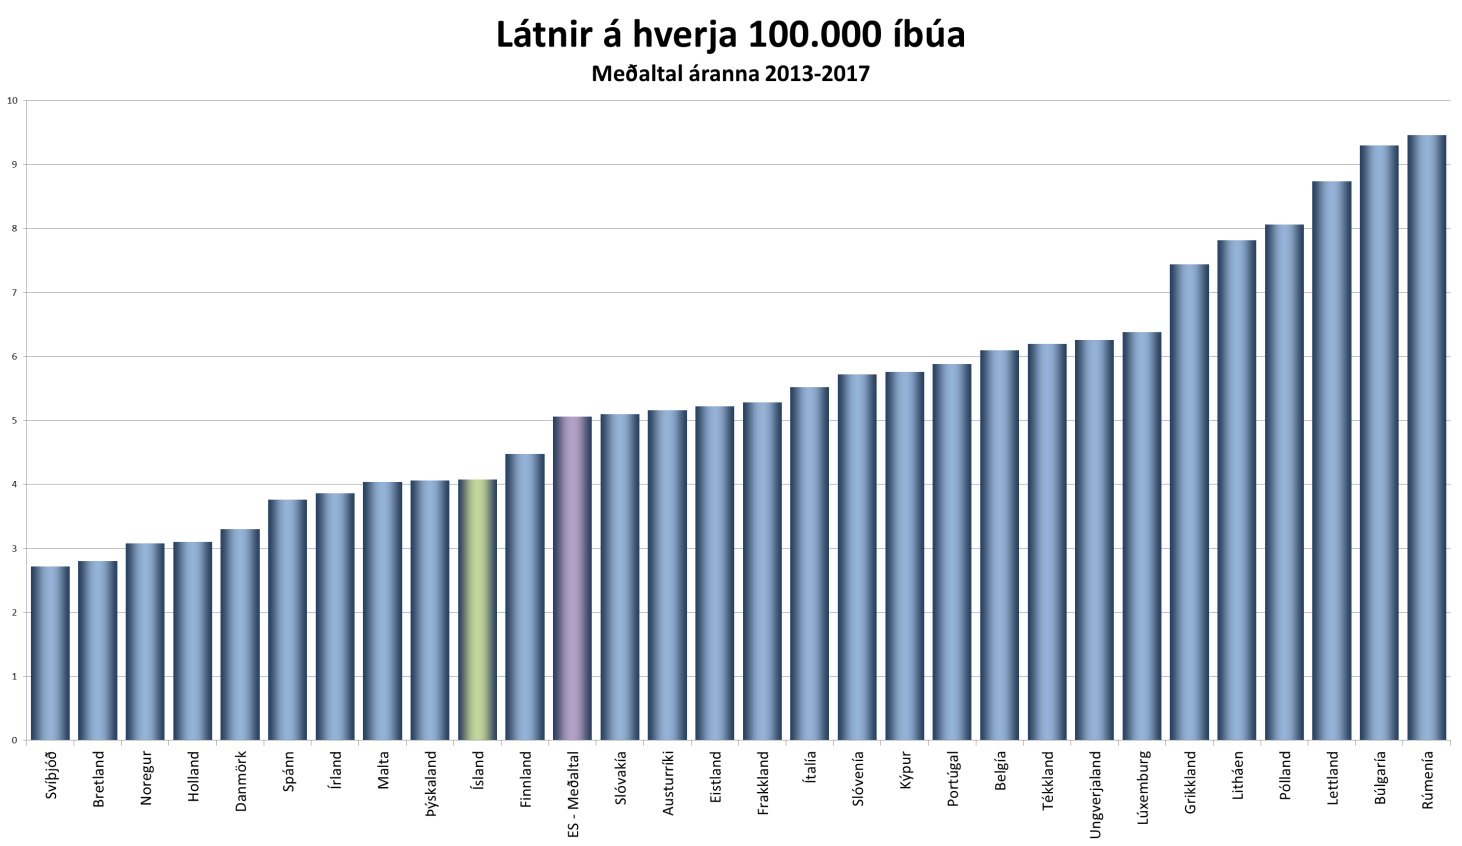 Látnir á hverja 100.000 íbúa
Meðaltal áranna 2013-2017
10
9
8
7
6
5
4
3
2
1
0
Svíþjóð
Bretland
Noregur
Holland
Danmörk
Spánn
Írland
Malta
Þýskaland
Ísland
Finnland
ES - Meðaltal
Slóvakía
Austurríki
Eistland
Frakkland
Ítalía
Slóvenía
Kýpur
Portúgal
Belgía
Tékkland
Ungverjaland
Lúxemburg
Grikkland
Litháen
Pólland
Lettland
Búlgaría
Rúmenía